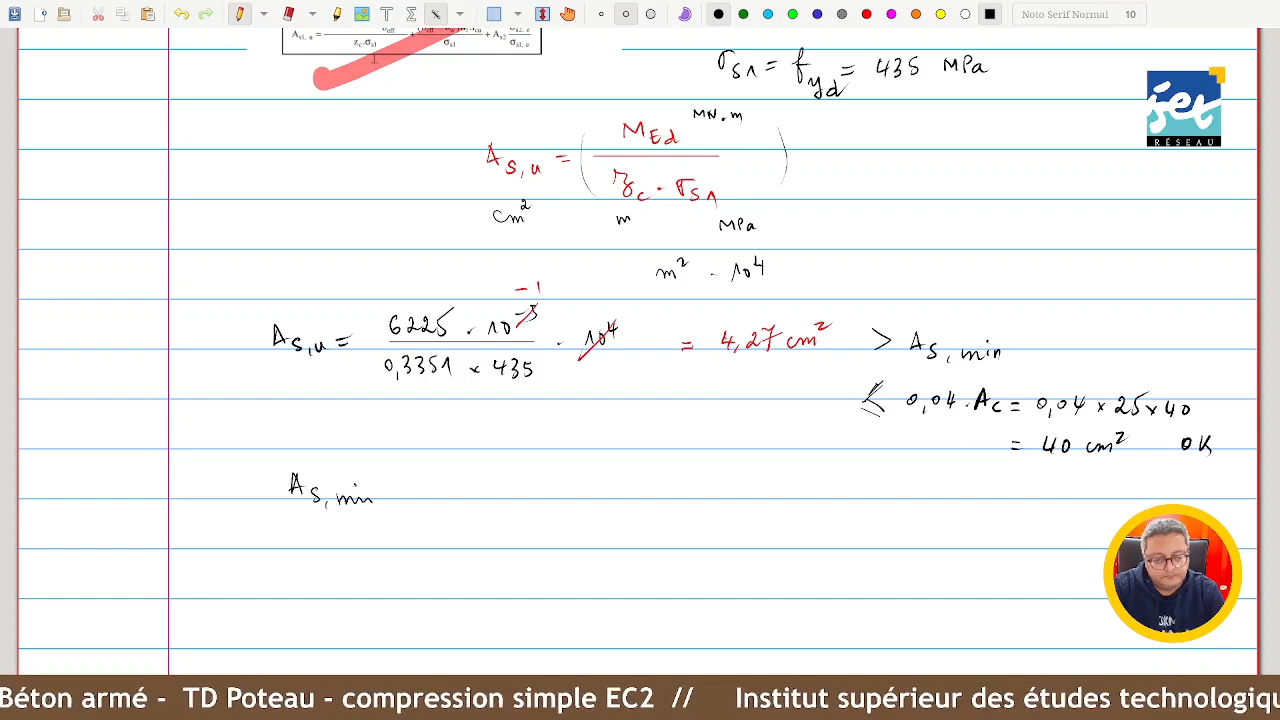 Noto Serif Normal 10
σs1 = fyd = 435 MPa
jet
RÉSEAU
As,u = ( MEd / zc . σs1 )
MN.m
cm²
m
MPa
m² . 10⁴
As,u = 6225 . 10⁻³ / 0,3351 × 435 . 10⁴ = 4,27 cm² > As,min
-1
≤ 0,04 . Ac = 0,04 × 25 × 40
= 40 cm² OK
As,min
Béton armé - TD Poteau - compression simple EC2 // Institut supérieur des études technologiqu